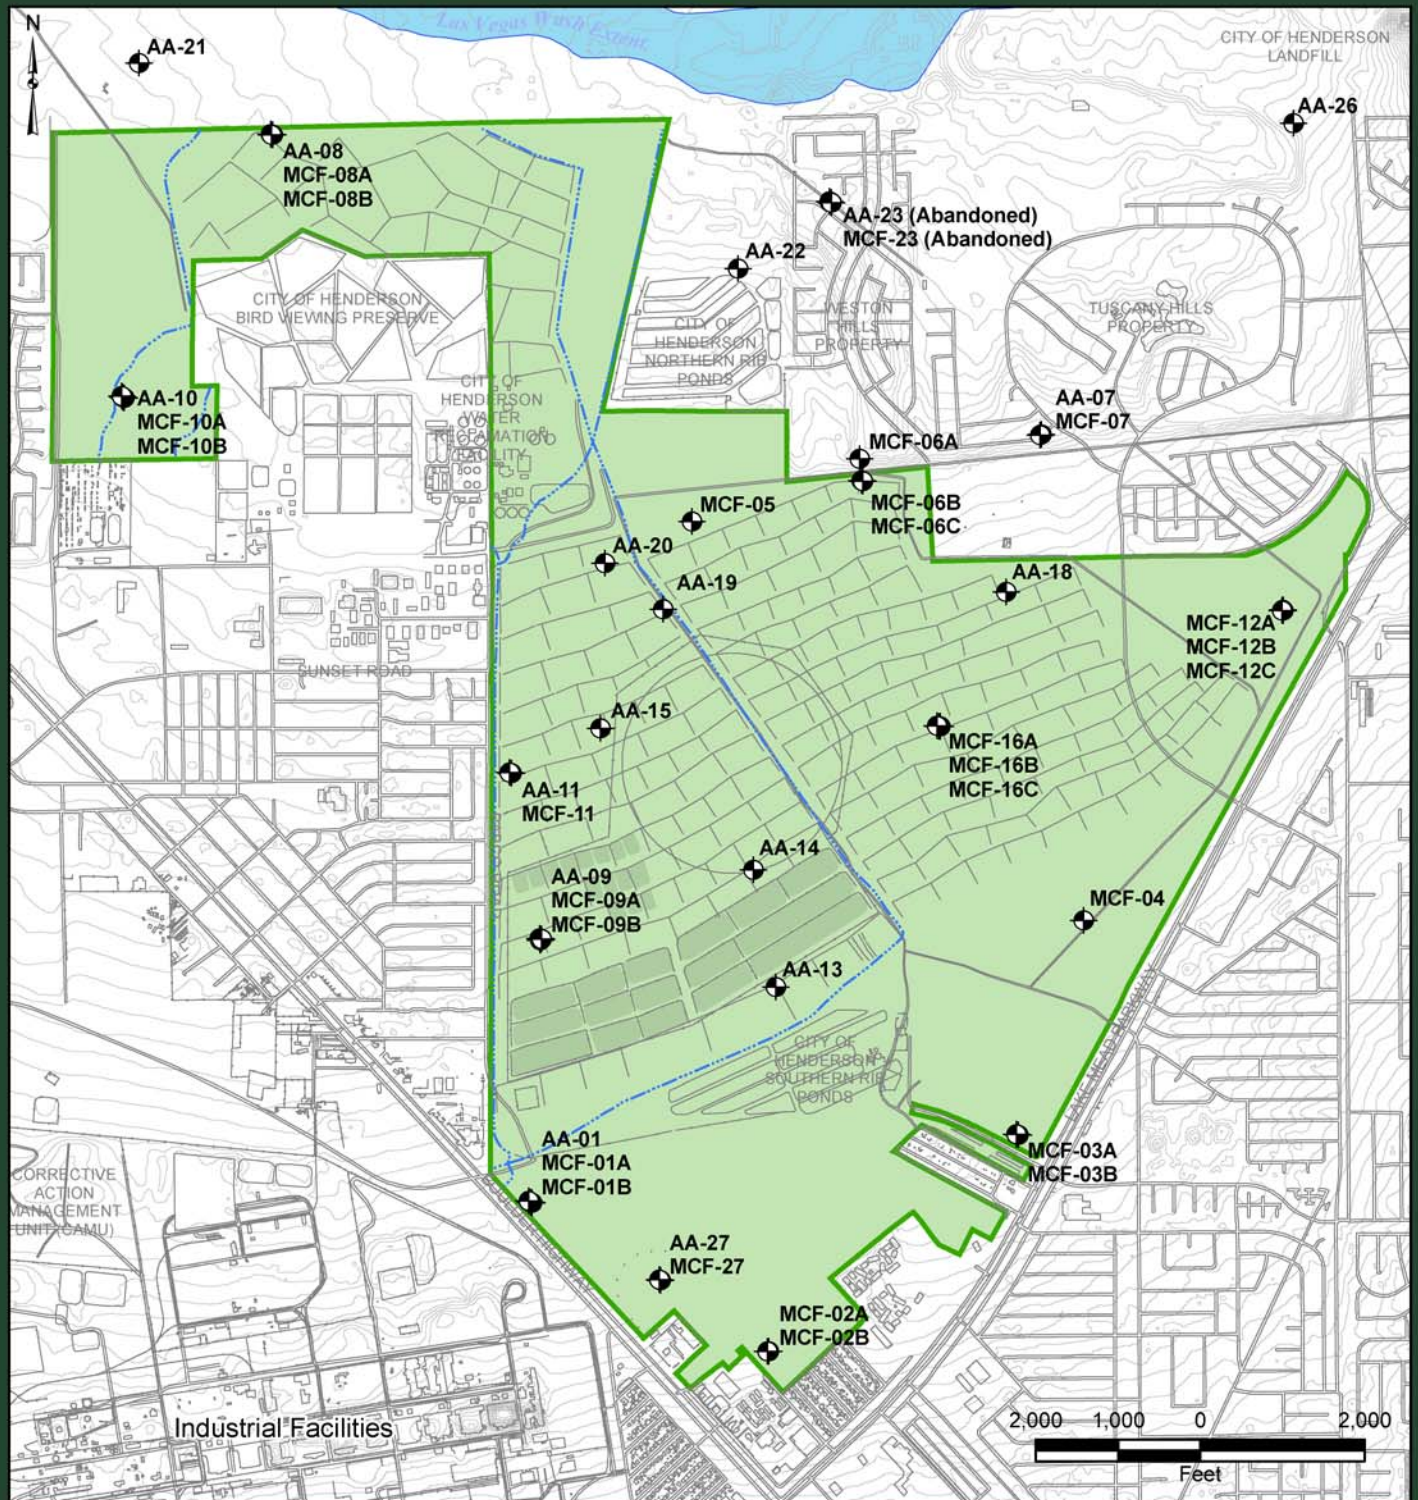 Las Vegas Wash Extent
N
CITY OF HENDERSON
LANDFILL
AA-21
AA-26
AA-08
MCF-08A
MCF-08B
AA-23 (Abandoned)
MCF-23 (Abandoned)
AA-22
CITY OF HENDERSON
BIRD VIEWING PRESERVE
WESTON
HILLS
PROPERTY
TUSCANY HILLS
PROPERTY
CITY OF
HENDERSON
NORTHERN RIB
PONDS
CITY OF
HENDERSON
WATER
RECLAMATION
FACILITY
AA-10
MCF-10A
MCF-10B
AA-07
MCF-07
MCF-06A
MCF-06B
MCF-06C
MCF-05
AA-20
AA-19
AA-18
MCF-12A
MCF-12B
MCF-12C
SUNSET ROAD
AA-15
MCF-16A
MCF-16B
MCF-16C
AA-11
MCF-11
AA-14
AA-09
MCF-09A
MCF-09B
MCF-04
AA-13
CITY OF
HENDERSON
SOUTHERN RIB
PONDS
LAKE MEAD PARKWAY
AA-01
MCF-01A
MCF-01B
MCF-03A
MCF-03B
CORRECTIVE
ACTION
MANAGEMENT
UNIT (CAMU)
BOULDER HIGHWAY
AA-27
MCF-27
MCF-02A
MCF-02B
Industrial Facilities
2,000 1,000 0 2,000
Feet